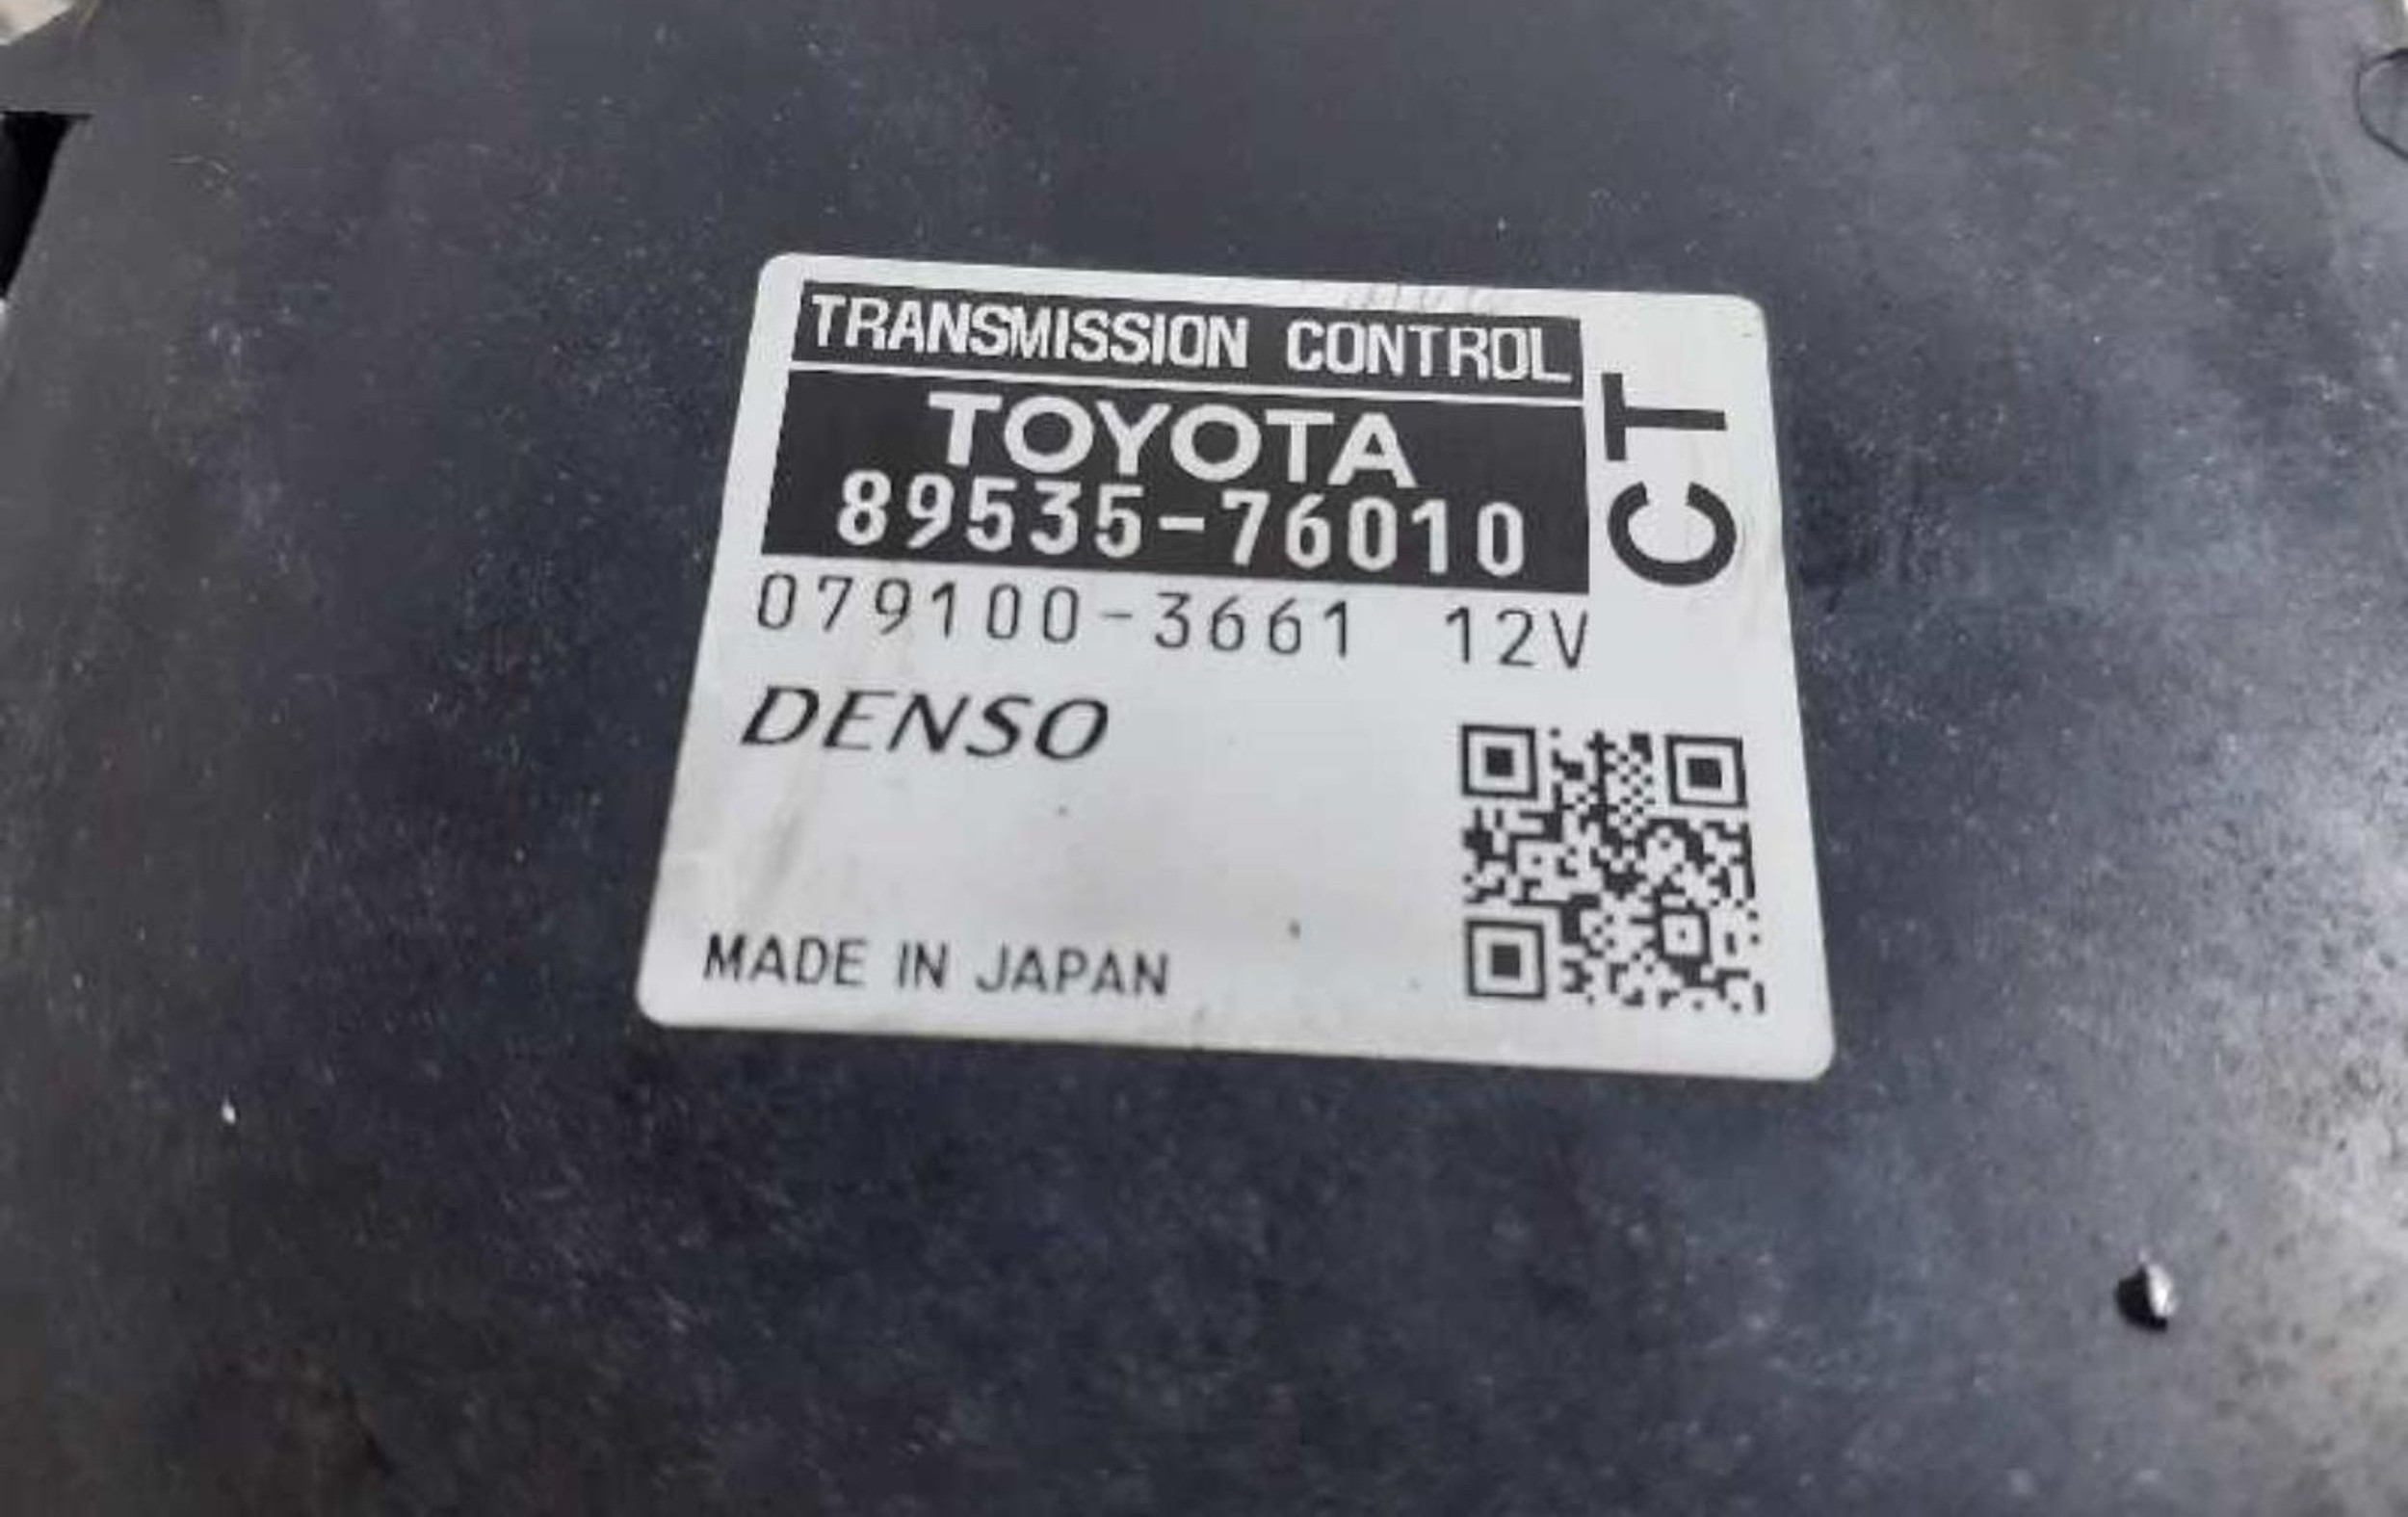 TRANSMISSION CONTROL
TOYOTA
89535-76010
CT
079100-3661 12V
DENSO
MADE IN JAPAN